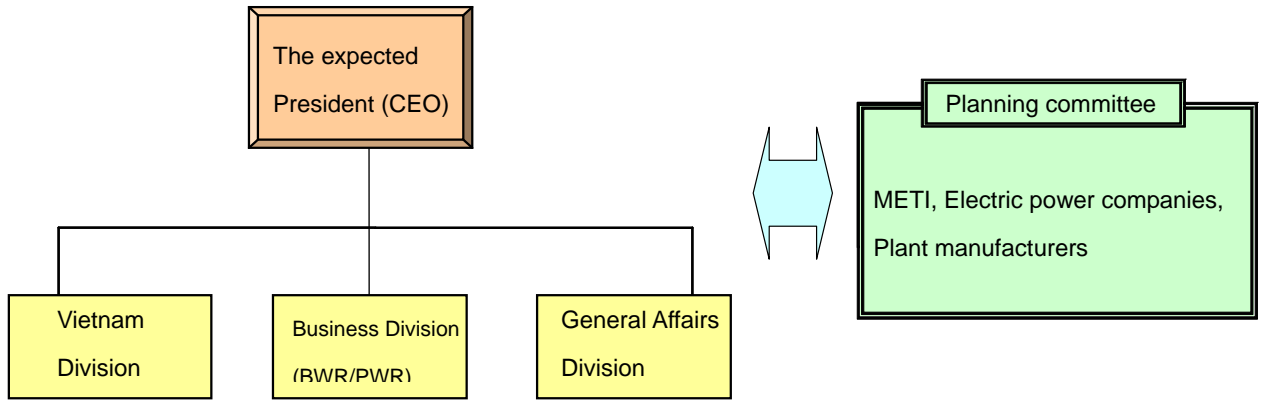 The expected
President (CEO)
Planning committee
METI, Electric power companies,
Plant manufacturers
Vietnam
Division
Business Division
(BWR/PWR)
General Affairs
Division